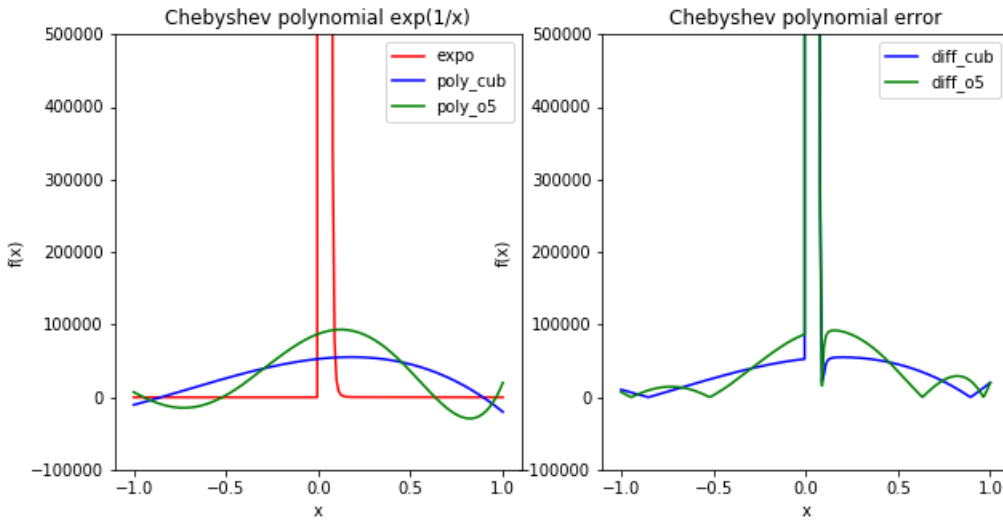 Chebyshev polynomial exp(1/x)
500000
400000
300000
200000
100000
0
−100000
f(x)
−1.0
−0.5
0.0
0.5
1.0
x
expo
poly_cub
poly_o5
Chebyshev polynomial error
500000
400000
300000
200000
100000
0
−100000
f(x)
−1.0
−0.5
0.0
0.5
1.0
x
diff_cub
diff_o5